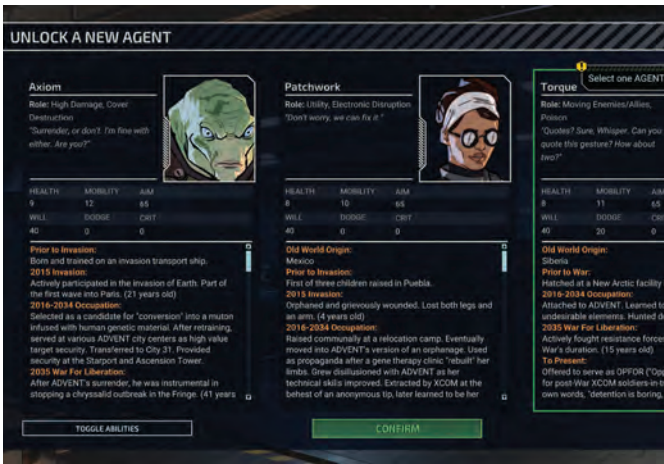 UNLOCK A NEW AGENT
Axiom
Role: High Damage, Cover
Destruction
"Surrender, or don't. I'm fine with
either. Are you?"
HEALTH MOBILITY AIM
9 12 65
WILL DODGE CRIT
40 0 0
Prior to Invasion:
Born and trained on an invasion transport ship.
2015 Invasion:
Actively participated in the invasion of Earth. Part of
the first wave into Paris. (21 years old)
2016-2034 Occupation:
Selected as a candidate for "conversion" into a muton
infused with human genetic material. After retraining,
served at various ADVENT city centers as high value
target security. Transferred to City 31. Provided
security at the Starport and Ascension Tower.
2035 War For Liberation:
After ADVENT's surrender, he was instrumental in
stopping a chryssalid outbreak in the Fringe. (41 years
TOGGLE ABILITIES
Patchwork
Role: Utility, Electronic Disruption
"Don't worry, we can fix it."
HEALTH MOBILITY AIM
8 10 65
WILL DODGE CRIT
40 0 0
Old World Origin:
Mexico
Prior to Invasion:
First of three children raised in Puebla.
2015 Invasion:
Orphaned and grievously wounded. Lost both legs and
an arm. (4 years old)
2016-2034 Occupation:
Raised communally at a relocation camp. Eventually
moved into ADVENT's version of an orphanage. Used
as propaganda after a gene therapy clinic "rebuilt" her
limbs. Grew disillusioned with ADVENT as her
technical skills improved. Extracted by XCOM at the
behest of an anonymous tip, later learned to be her
CONFIRM
Select one AGENT
Torque
Role: Moving Enemies/Allies,
Poison
"Quotes? Sure, Whisper. Can you
quote this gesture? How about
two?"
HEALTH MOBILITY AIM
8 11 65
WILL DODGE CRIT
40 20 0
Old World Origin:
Siberia
Prior to War:
Hatched at a New Arctic facility
2016-2034 Occupation:
Attached to ADVENT. Learned to
undesirable elements. Hunted d
2035 War For Liberation:
Actively fought resistance forces
War's duration. (15 years old)
To Present:
Offered to serve as OPFOR ("Opp
for post-War XCOM soldiers-in-t
own words, "detention is boring,